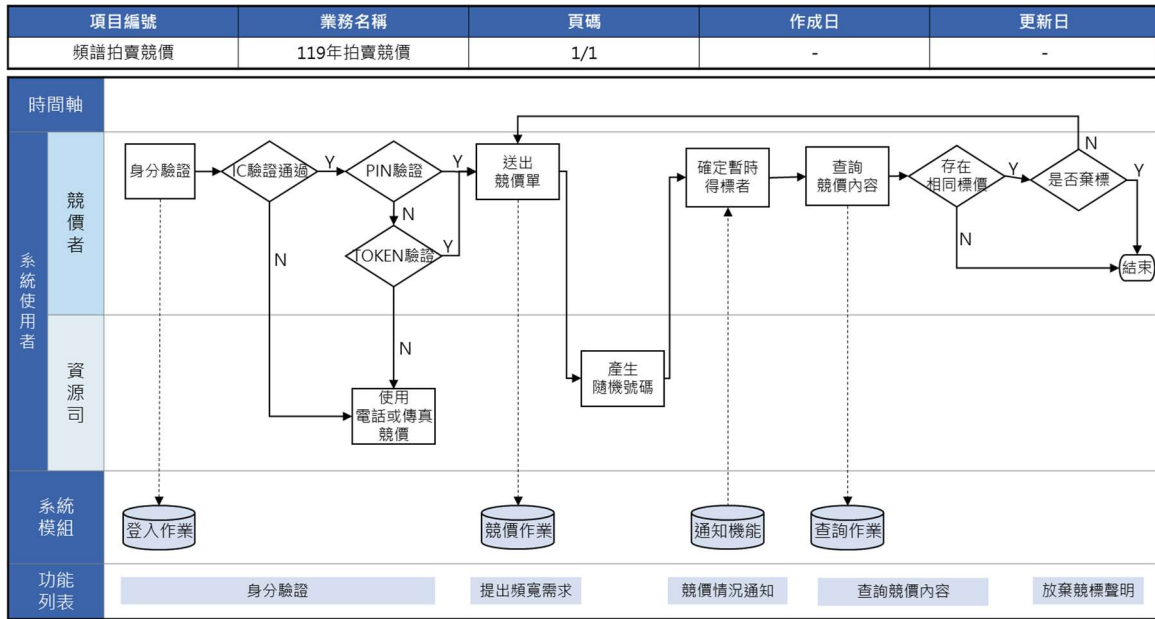 項目編號
業務名稱
頁碼
作成日
更新日
頻譜拍賣競價
119年拍賣競價
1/1
-
-
時間軸
系統使用者
競價者
身分驗證
IC驗證通過
Y
PIN驗證
Y
送出
競價單
確定暫時
得標者
查詢
競價內容
存在
相同標價
Y
是否棄標
N
Y
N
N
TOKEN驗證
Y
N
結束
資源司
N
使用
電話或傳真
競價
產生
隨機號碼
系統
模組
登入作業
競價作業
通知機能
查詢作業
功能
列表
身分驗證
提出頻寬需求
競價情況通知
查詢競價內容
放棄競標聲明